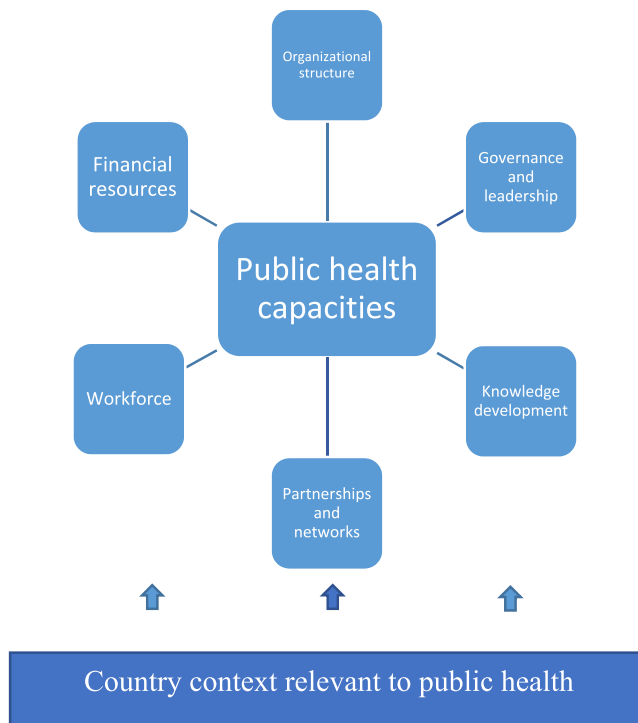 Organizational
structure
Financial
resources
Governance
and
leadership
Public health
capacities
Workforce
Knowledge
development
Partnerships
and
networks
Country context relevant to public health